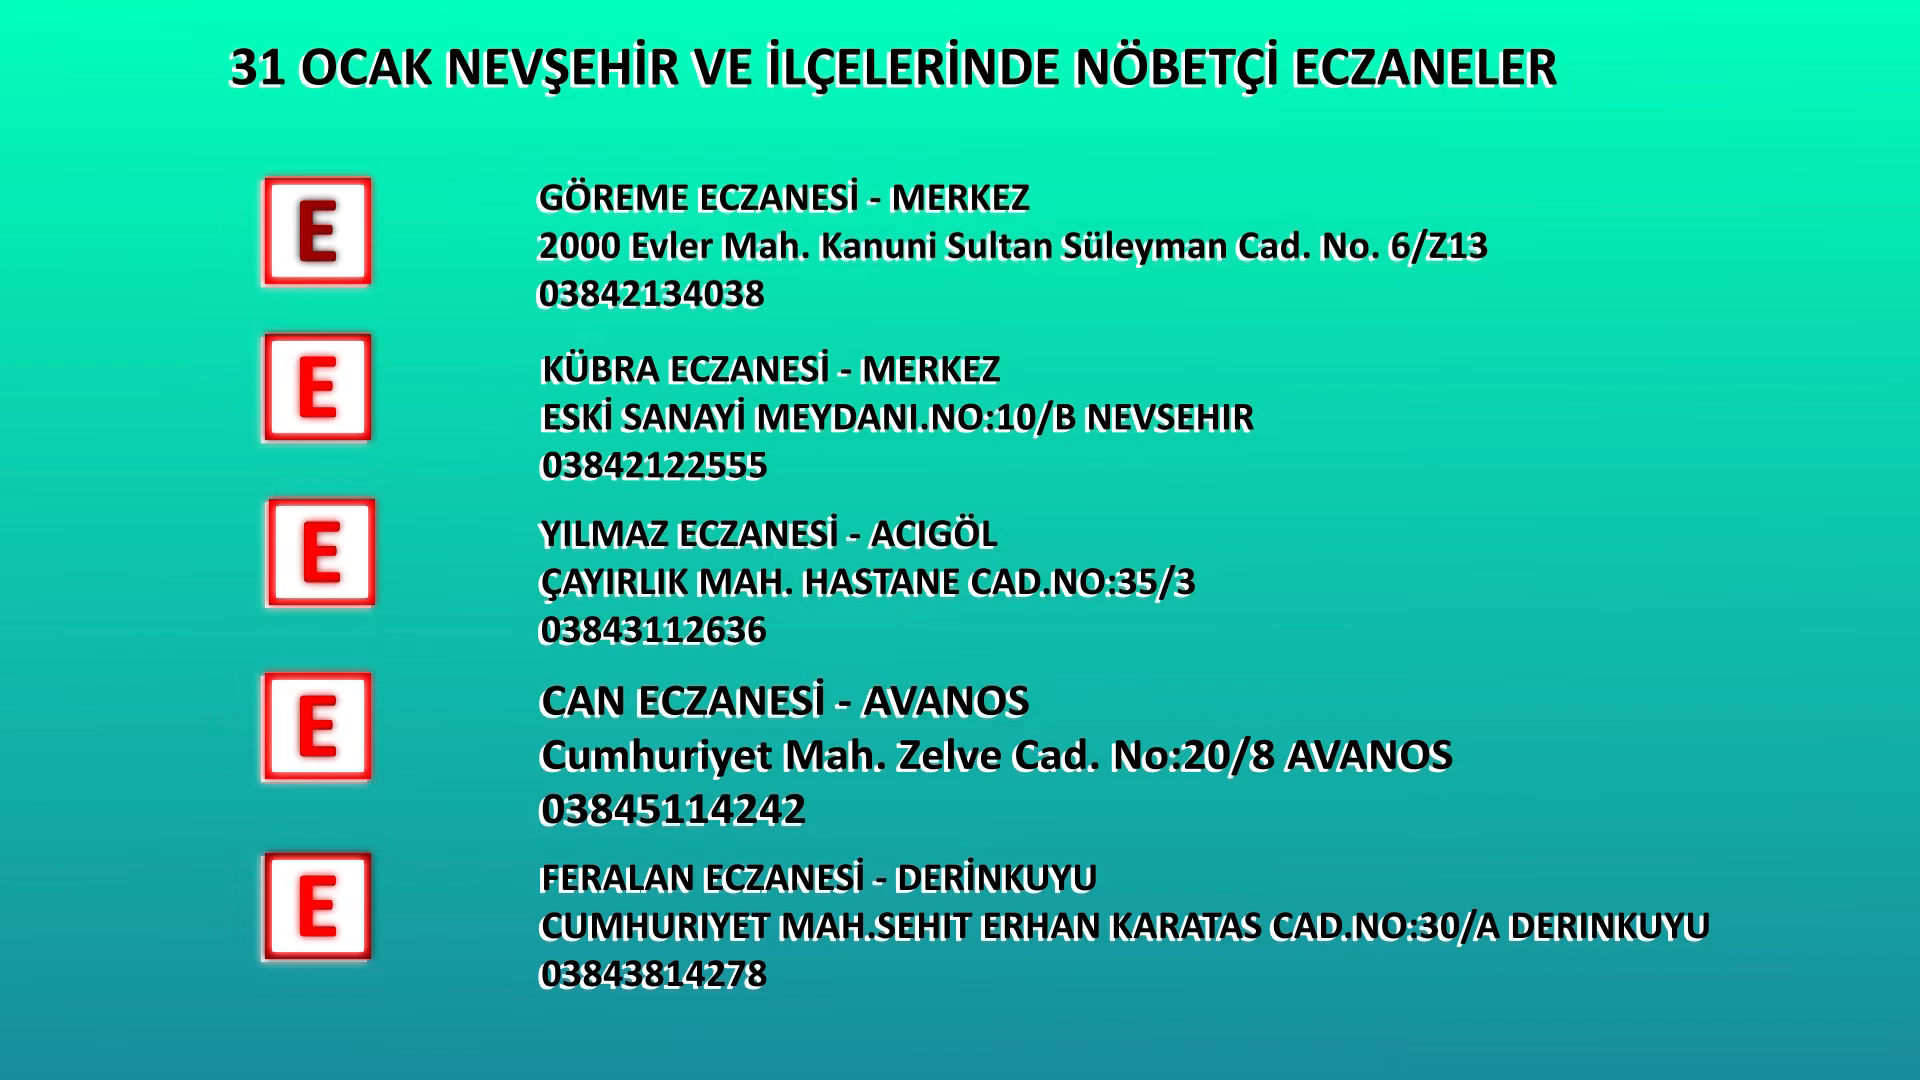 31 OCAK NEVŞEHİR VE İLÇELERİNDE NÖBETÇİ ECZANELER
E
GÖREME ECZANESİ - MERKEZ
2000 Evler Mah. Kanuni Sultan Süleyman Cad. No. 6/Z13
03842134038
E
KÜBRA ECZANESİ - MERKEZ
ESKİ SANAYİ MEYDANI.NO:10/B NEVSEHIR
03842122555
E
YILMAZ ECZANESİ - ACIGÖL
ÇAYIRLIK MAH. HASTANE CAD.NO:35/3
03843112636
E
CAN ECZANESİ - AVANOS
Cumhuriyet Mah. Zelve Cad. No:20/8 AVANOS
03845114242
E
FERALAN ECZANESİ - DERİNKUYU
CUMHURIYET MAH.SEHIT ERHAN KARATAS CAD.NO:30/A DERINKUYU
03843814278